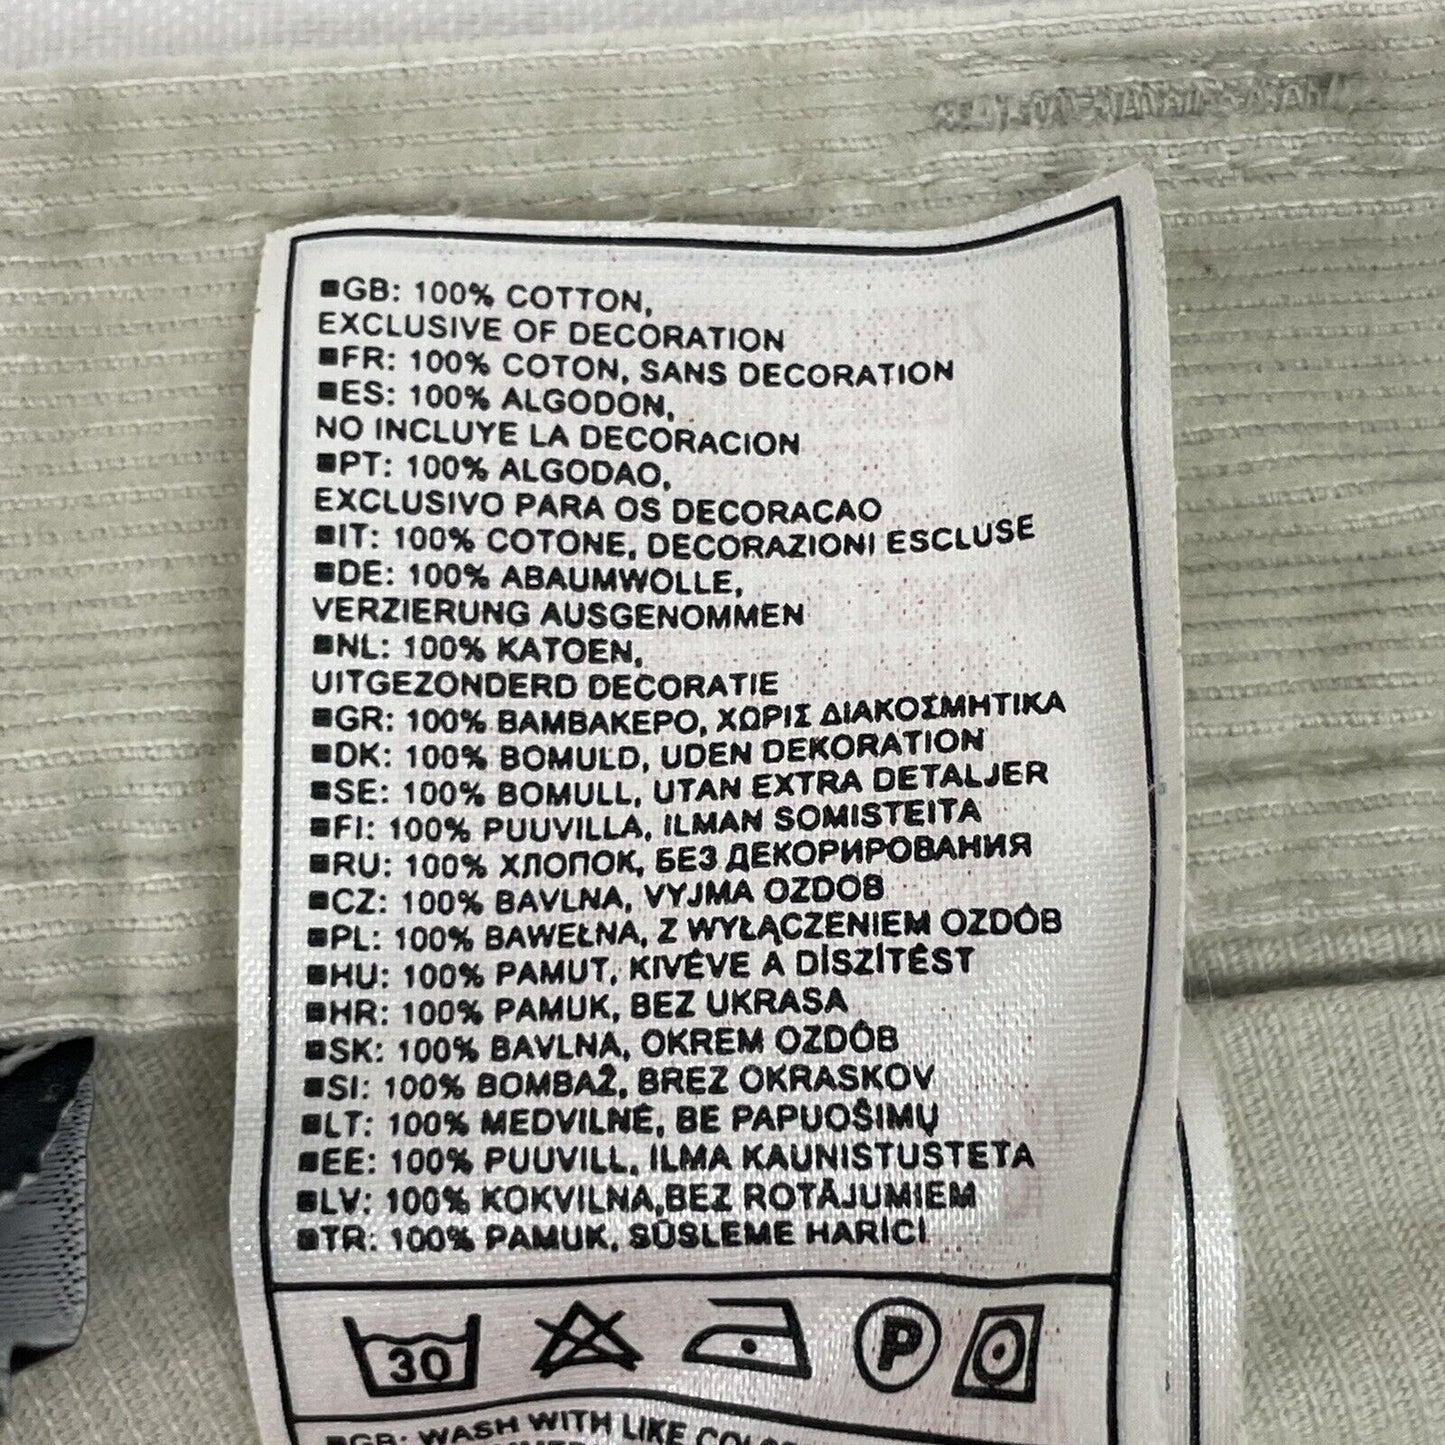 ■GB: 100% COTTON,
EXCLUSIVE OF DECORATION
■FR: 100% COTON, SANS DECORATION
■ES: 100% ALGODON,
NO INCLUYE LA DECORACION
■PT: 100% ALGODAO,
EXCLUSIVO PARA OS DECORACAO
■IT: 100% COTONE, DECORAZIONI ESCLUSE
■DE: 100% ABAUMWOLLE,
VERZIERUNG AUSGENOMMEN
■NL: 100% KATOEN,
UITGEZONDERD DECORATIE
■GR: 100% ΒΑΜΒΑΚΕΡΟ, ΧΩΡΙΣ ΔΙΑΚΟΣΜΗΤΙΚΑ
■DK: 100% BOMULD, UDEN DEKORATION
■SE: 100% BOMULL, UTAN EXTRA DETALJER
■FI: 100% PUUVILLA, ILMAN SOMISTEITA
■RU: 100% ХЛОПОК, БЕЗ ДЕКОРИРОВАНИЯ
■CZ: 100% BAVLNA, VYJMA OZDOB
■PL: 100% BAWEŁNA, Z WYŁĄCZENIEM OZDÓB
■HU: 100% PAMUT, KIVÉVE A DÍSZÍTÉST
■HR: 100% PAMUK, BEZ UKRASA
■SK: 100% BAVLNA, OKREM OZDÔB
■SI: 100% BOMBAŽ, BREZ OKRASKOV
■LT: 100% MEDVILNĖ, BE PAPUOŠIMŲ
■EE: 100% PUUVILL, ILMA KAUNISTUSTETA
■LV: 100% KOKVILNA,BEZ ROTĀJUMIEM
■TR: 100% PAMUK, SÜSLEME HARİCİ
30 P
■GB: WASH WITH LIKE